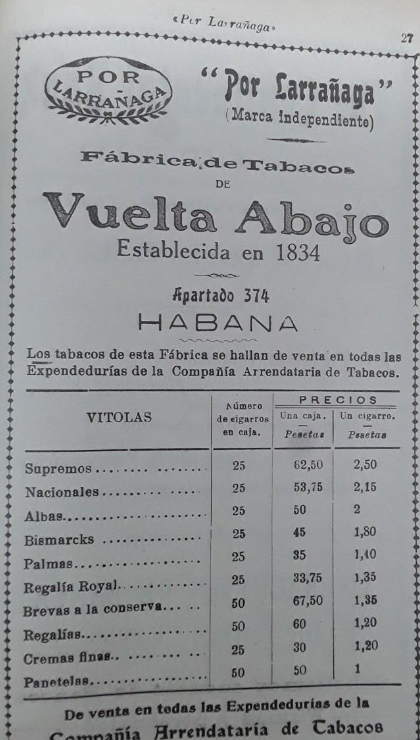 «Por Larrañaga» 27
POR
LARRAÑAGA
"Por Larrañaga"
(Marca independiente)
Fábrica de Tabacos
DE
Vuelta Abajo
Establecida en 1834
Apartado 374
HABANA
Los tabacos de esta Fábrica se hallan de venta en todas las
Expendedurías de la Compañía Arrendataria de Tabacos.
VITOLAS
Número
de cigarros
en caja.
PRECIOS
Una caja. Un cigarro.
Pesetas Pesetas
Supremos 25 62,50 2,50
Nacionales 25 53,75 2,15
Albas 25 50 2
Bismarcks 25 45 1,80
Palmas 25 35 1,40
Regalía Royal 25 33,75 1,35
Brevas a la conserva 50 67,50 1,35
Regalías 50 60 1,20
Cremas finas 25 30 1,20
Panetelas 50 50 1
De venta en todas las Expendedurías de la
Compañía Arrendataria de Tabacos